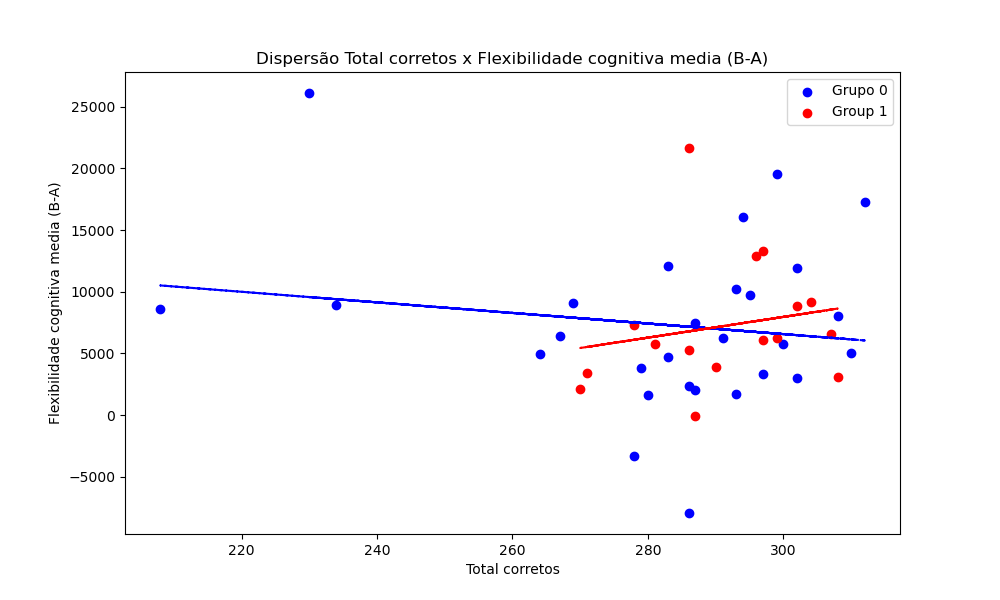 Dispersão Total corretos x Flexibilidade cognitiva media (B-A)
Grupo 0
Group 1
Flexibilidade cognitiva media (B-A)
25000
20000
15000
10000
5000
0
−5000
220
240
260
280
300
Total corretos